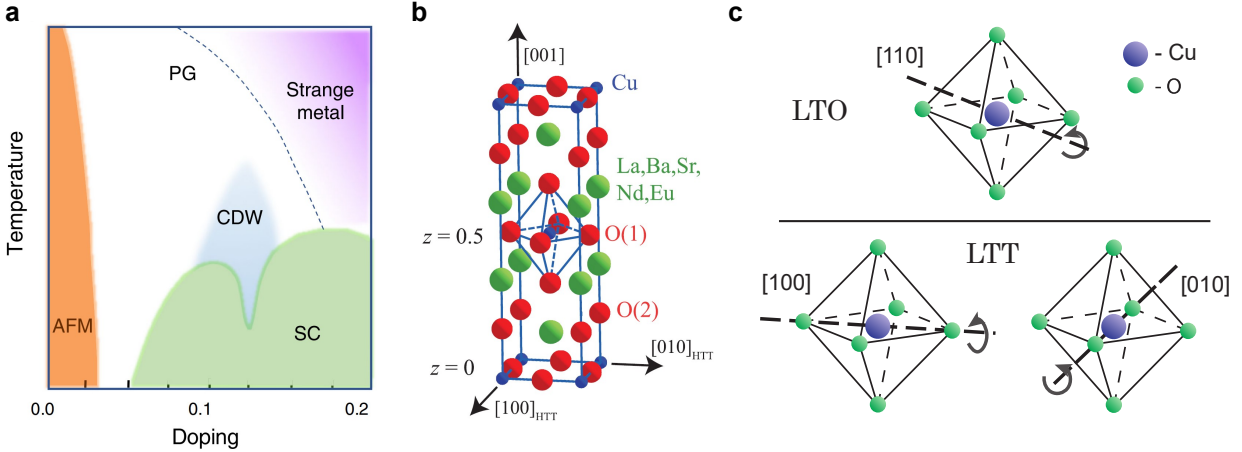 a
PG
Strange
metal
CDW
AFM
SC
Temperature
0.0
0.1
0.2
Doping
b
[001]
Cu
La,Ba,Sr,
Nd,Eu
z = 0.5
O(1)
O(2)
[010]HTT
z = 0
[100]HTT
c
[110]
- Cu
- O
LTO
LTT
[100]
[010]